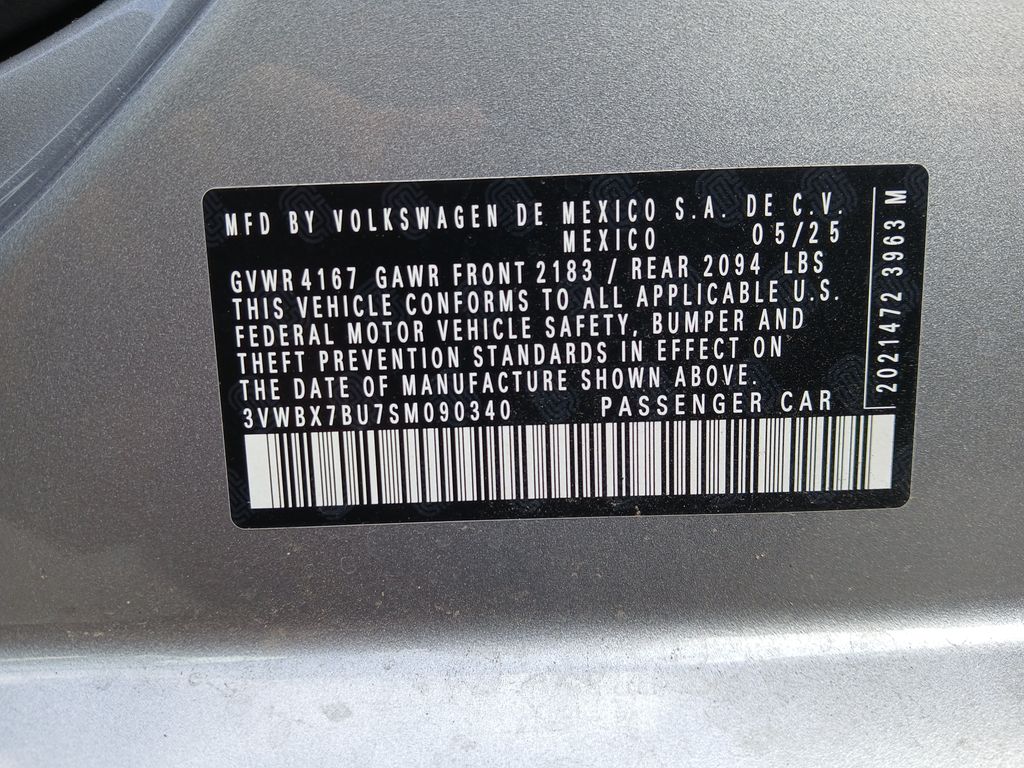 MFD BY VOLKSWAGEN DE MEXICO S.A. DE C.V.
MEXICO 05/25
GVWR 4167 GAWR FRONT 2183 / REAR 2094 LBS
THIS VEHICLE CONFORMS TO ALL APPLICABLE U.S.
FEDERAL MOTOR VEHICLE SAFETY, BUMPER AND
THEFT PREVENTION STANDARDS IN EFFECT ON
THE DATE OF MANUFACTURE SHOWN ABOVE.
3VWBX7BU7SM090340 PASSENGER CAR
2021472 3963 M